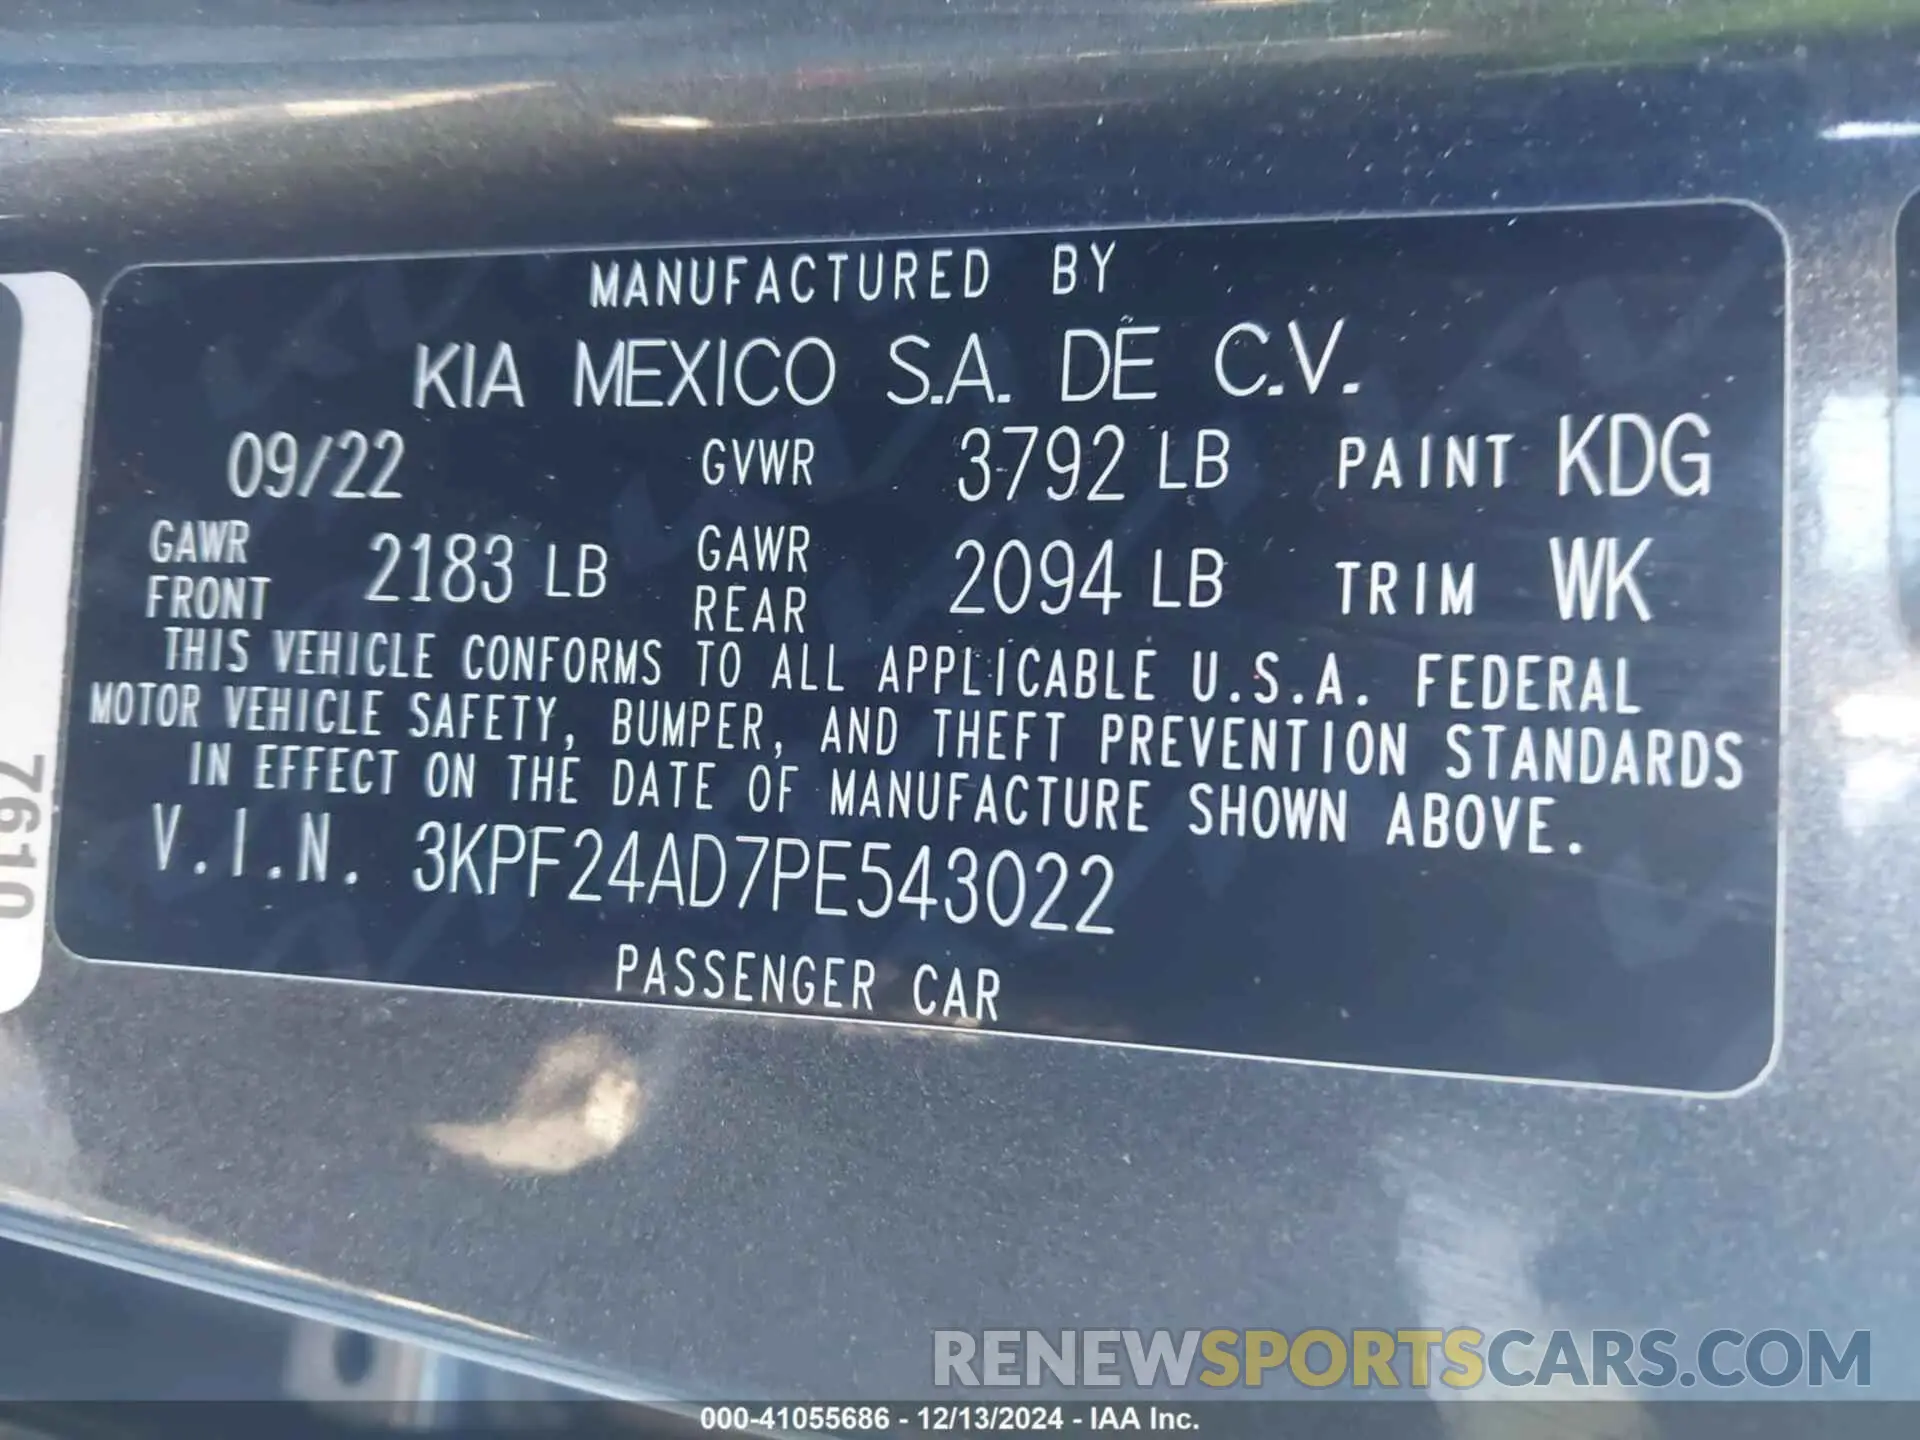 MANUFACTURED BY
KIA MEXICO S.A. DE C.V.
09/22 GVWR 3792 LB PAINT KDG
GAWR FRONT 2183 LB GAWR REAR 2094 LB TRIM WK
THIS VEHICLE CONFORMS TO ALL APPLICABLE U.S.A. FEDERAL
MOTOR VEHICLE SAFETY, BUMPER, AND THEFT PREVENTION STANDARDS
IN EFFECT ON THE DATE OF MANUFACTURE SHOWN ABOVE.
V.I.N. 3KPF24AD7PE543022
PASSENGER CAR
7610
RENEWSPORTSCARS.COM
000-41055686 - 12/13/2024 - IAA Inc.